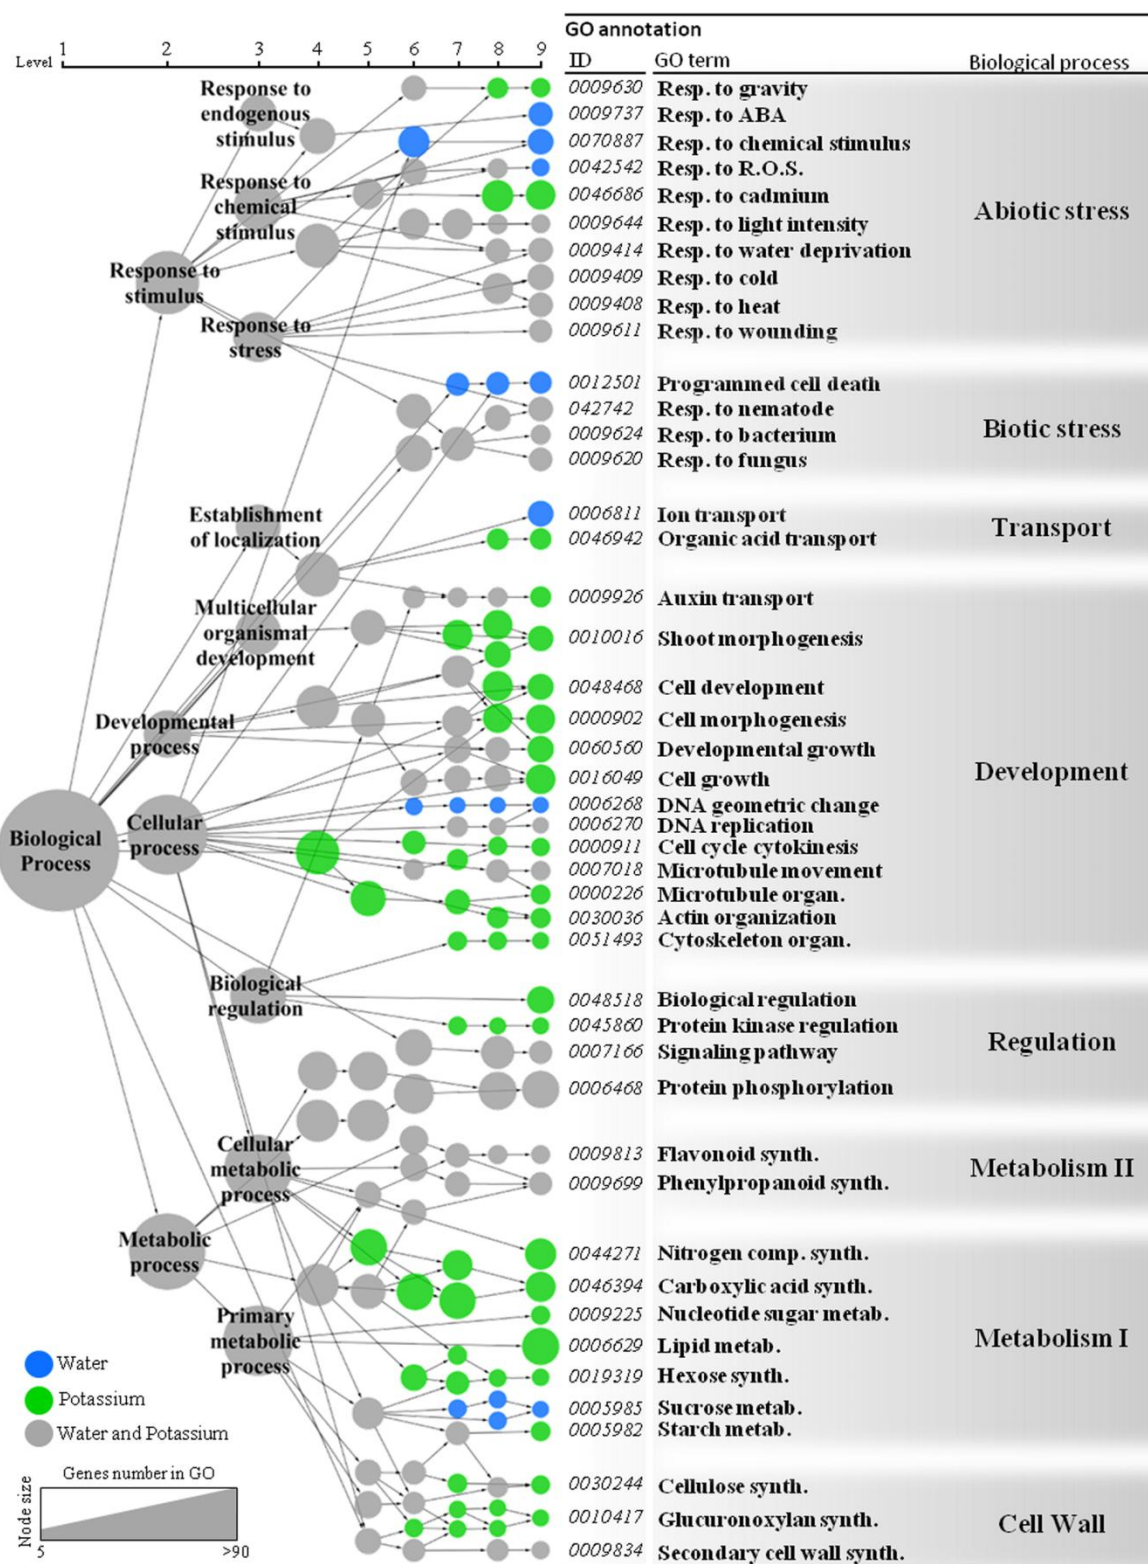 GO annotation
Level 1 2 3 4 5 6 7 8 9
ID GO term Biological process
0009630 Resp. to gravity
0009737 Resp. to ABA
0070887 Resp. to chemical stimulus
0042542 Resp. to R.O.S.
0046686 Resp. to cadmium
0009644 Resp. to light intensity
0009414 Resp. to water deprivation
0009409 Resp. to cold
0009408 Resp. to heat
0009611 Resp. to wounding
Abiotic stress
0012501 Programmed cell death
042742 Resp. to nematode
0009624 Resp. to bacterium
0009620 Resp. to fungus
Biotic stress
0006811 Ion transport
0046942 Organic acid transport
Transport
0009926 Auxin transport
0010016 Shoot morphogenesis
0048468 Cell development
0000902 Cell morphogenesis
0060560 Developmental growth
0016049 Cell growth
0006268 DNA geometric change
0006270 DNA replication
0000911 Cell cycle cytokinesis
0007018 Microtubule movement
0000226 Microtubule organ.
0030036 Actin organization
0051493 Cytoskeleton organ.
Development
0048518 Biological regulation
0045860 Protein kinase regulation
0007166 Signaling pathway
0006468 Protein phosphorylation
Regulation
0009813 Flavonoid synth.
0009699 Phenylpropanoid synth.
Metabolism II
0044271 Nitrogen comp. synth.
0046394 Carboxylic acid synth.
0009225 Nucleotide sugar metab.
0006629 Lipid metab.
0019319 Hexose synth.
0005985 Sucrose metab.
0005982 Starch metab.
Metabolism I
0030244 Cellulose synth.
0010417 Glucuronoxylan synth.
0009834 Secondary cell wall synth.
Cell Wall
Response to
endogenous
stimulus
Response to
chemical
stimulus
Response to
stimulus
Response to
stress
Establishment
of localization
Multicellular
organismal
development
Developmental
process
Biological
Process
Cellular
process
Biological
regulation
Cellular
metabolic
process
Metabolic
process
Primary
metabolic
process
Water
Potassium
Water and Potassium
Genes number in GO
Node size
5 >90